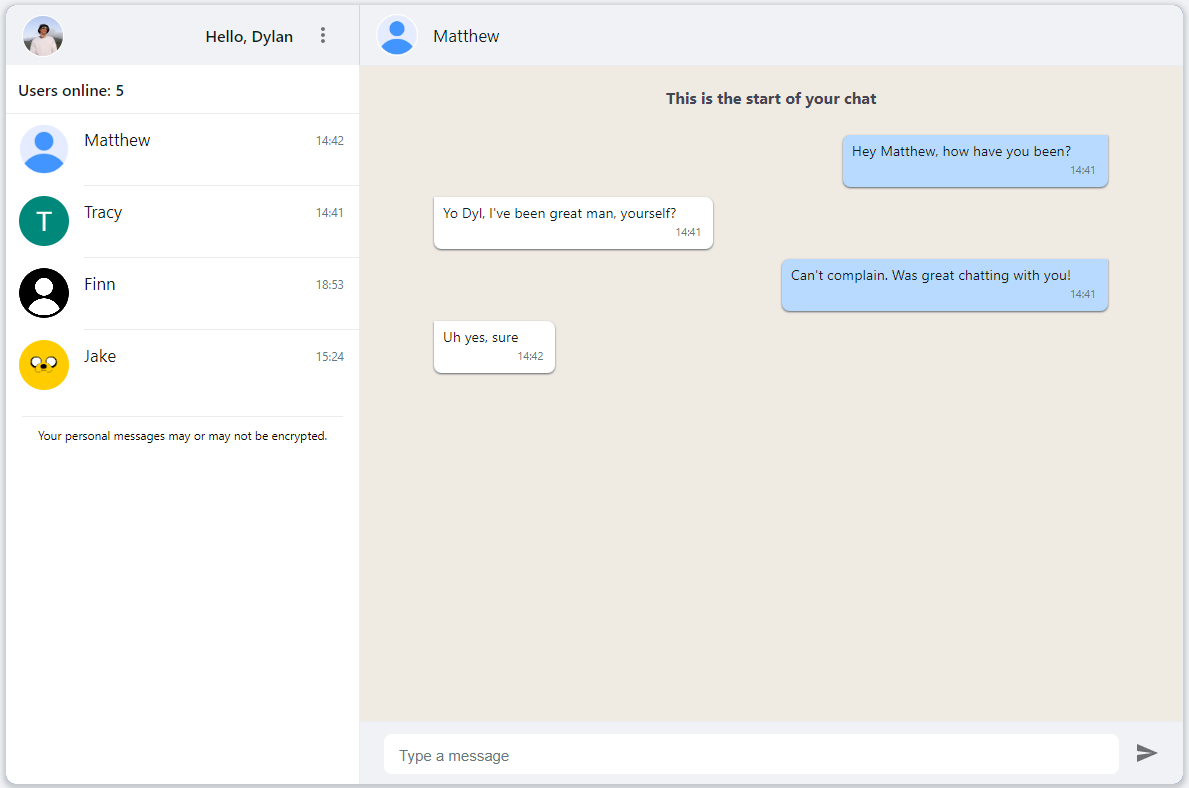 Hello, Dylan
Matthew
Users online: 5
Matthew 14:42
T
Tracy 14:41
Finn 18:53
Jake 15:24
Your personal messages may or may not be encrypted.
This is the start of your chat
Hey Matthew, how have you been?
14:41
Yo Dyl, I've been great man, yourself?
14:41
Can't complain. Was great chatting with you!
14:41
Uh yes, sure
14:42
Type a message